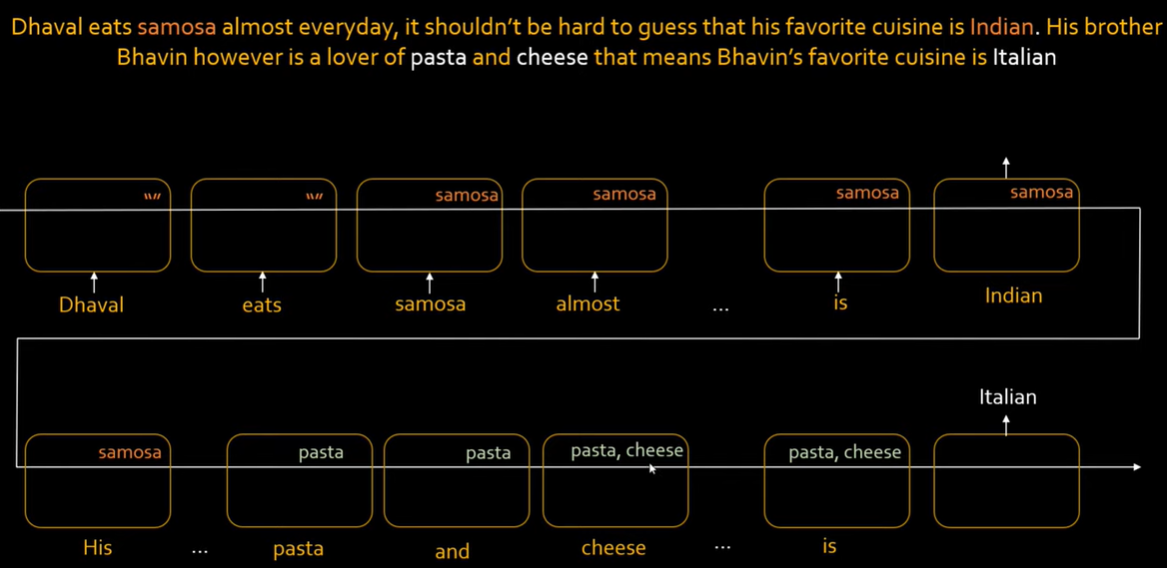 Dhaval eats samosa almost everyday, it shouldn’t be hard to guess that his favorite cuisine is Indian. His brother
Bhavin however is a lover of pasta and cheese that means Bhavin’s favorite cuisine is Italian
“” “” samosa samosa samosa samosa
Dhaval eats samosa almost ... is Indian
Italian
samosa pasta pasta pasta, cheese pasta, cheese
His ... pasta and cheese ... is